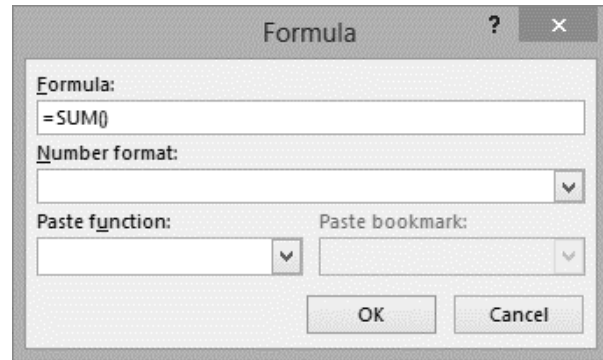 Formula ? ×
Formula:
=SUM()
Number format:
Paste function: Paste bookmark:
OK Cancel